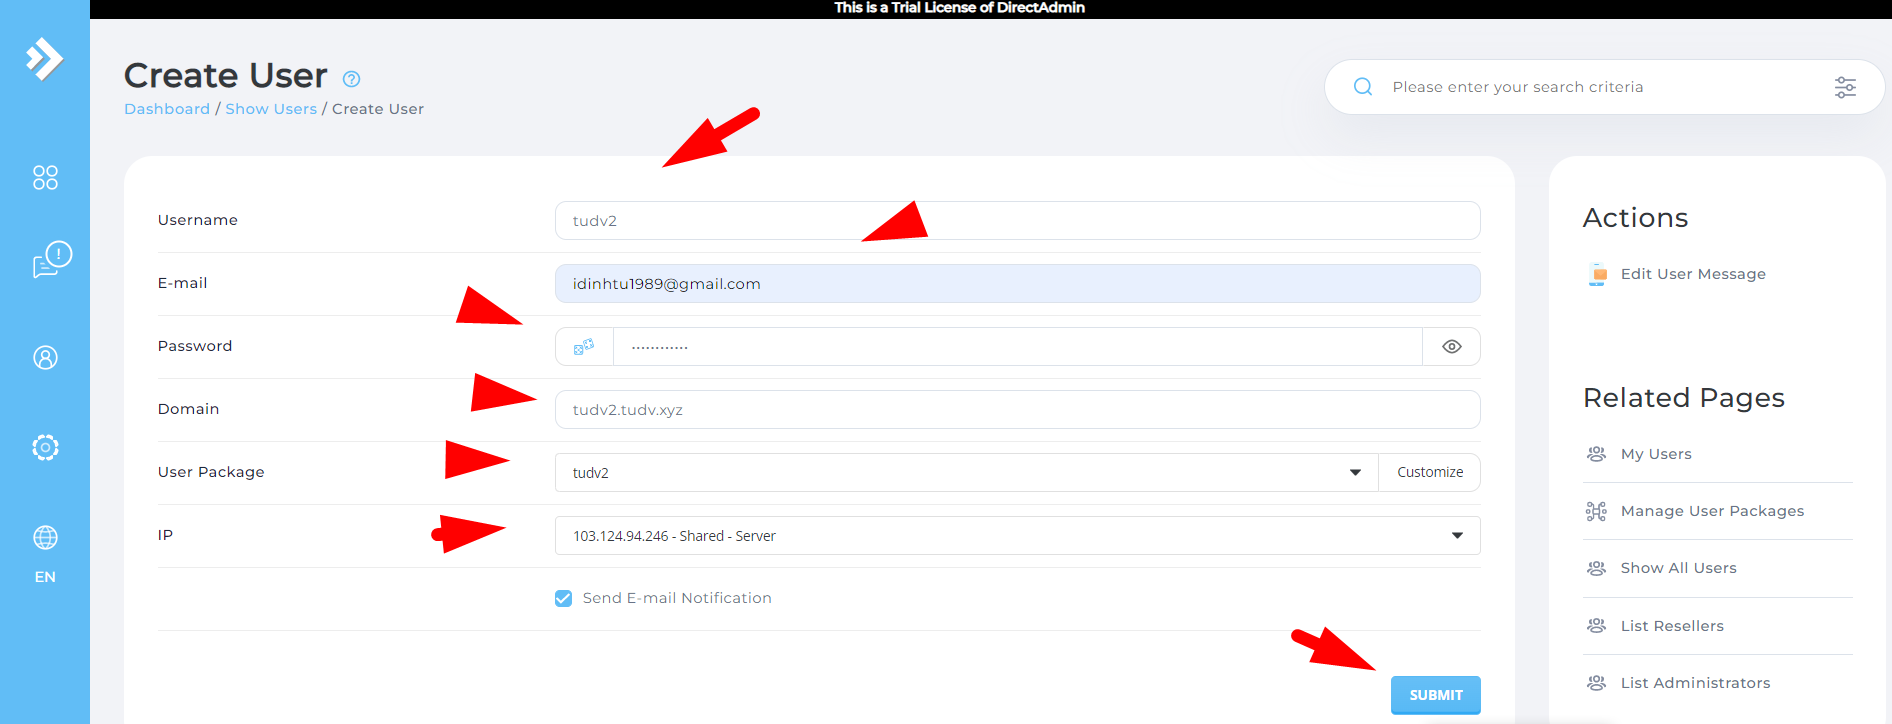 This is a Trial License of DirectAdmin
Create User
Dashboard / Show Users / Create User
Please enter your search criteria
Username
tudv2
E-mail
idinhtu1989@gmail.com
Password
............
Domain
tudv2.tudv.xyz
User Package
tudv2
Customize
IP
103.124.94.246 - Shared - Server
Send E-mail Notification
SUBMIT
Actions
Edit User Message
Related Pages
My Users
Manage User Packages
Show All Users
List Resellers
List Administrators
EN